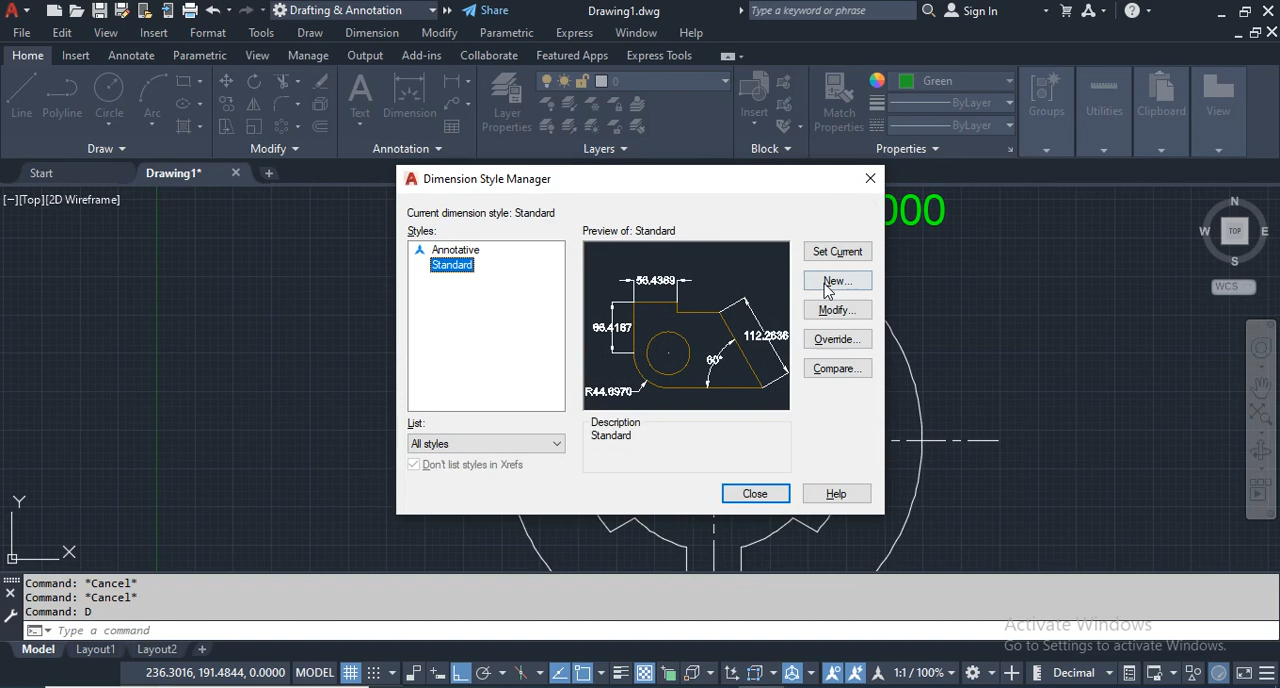 Drafting & Annotation
Share
Drawing1.dwg
Type a keyword or phrase
Sign In
File Edit View Insert Format Tools Draw Dimension Modify Parametric Express Window Help
Home Insert Annotate Parametric View Manage Output Add-ins Collaborate Featured Apps Express Tools
Line Polyline Circle Arc
Draw
Modify
Text Dimension
Annotation
Layer Properties
0
Layers
Insert
Block
Match Properties
Green
ByLayer
ByLayer
Properties
Groups
Utilities
Clipboard
View
Start
Drawing1*
[−][Top][2D Wireframe]
000
N
W TOP E
S
WCS
Dimension Style Manager
Current dimension style: Standard
Styles:
Annotative
Standard
Preview of: Standard
56.4369
66.4167
112.2636
60°
R44.6970
Set Current
New...
Modify...
Override...
Compare...
List:
All styles
Don't list styles in Xrefs
Description
Standard
Close
Help
Y
X
Command: *Cancel*
Command: *Cancel*
Command: D
Type a command
Activate Windows
Go to Settings to activate Windows.
Model Layout1 Layout2
236.3016, 191.4844, 0.0000 MODEL
1:1 / 100%
Decimal